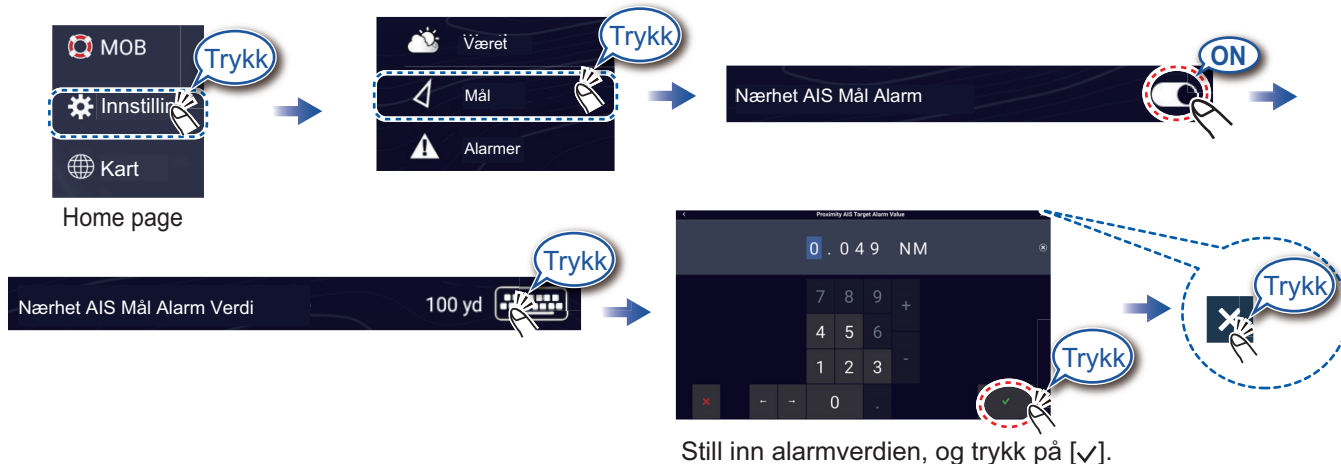 MOB
Trykk
Innstillin
Kart
Home page
Været
Trykk
Mål
Alarmer
Nærhet AIS Mål Alarm
ON
Nærhet AIS Mål Alarm Verdi
100 yd
Trykk
Proximity AIS Target Alarm Value
0.049 NM
7 8 9 +
4 5 6
1 2 3 -
← → 0 .
Trykk
Trykk
Still inn alarmverdien, og trykk på [✓].